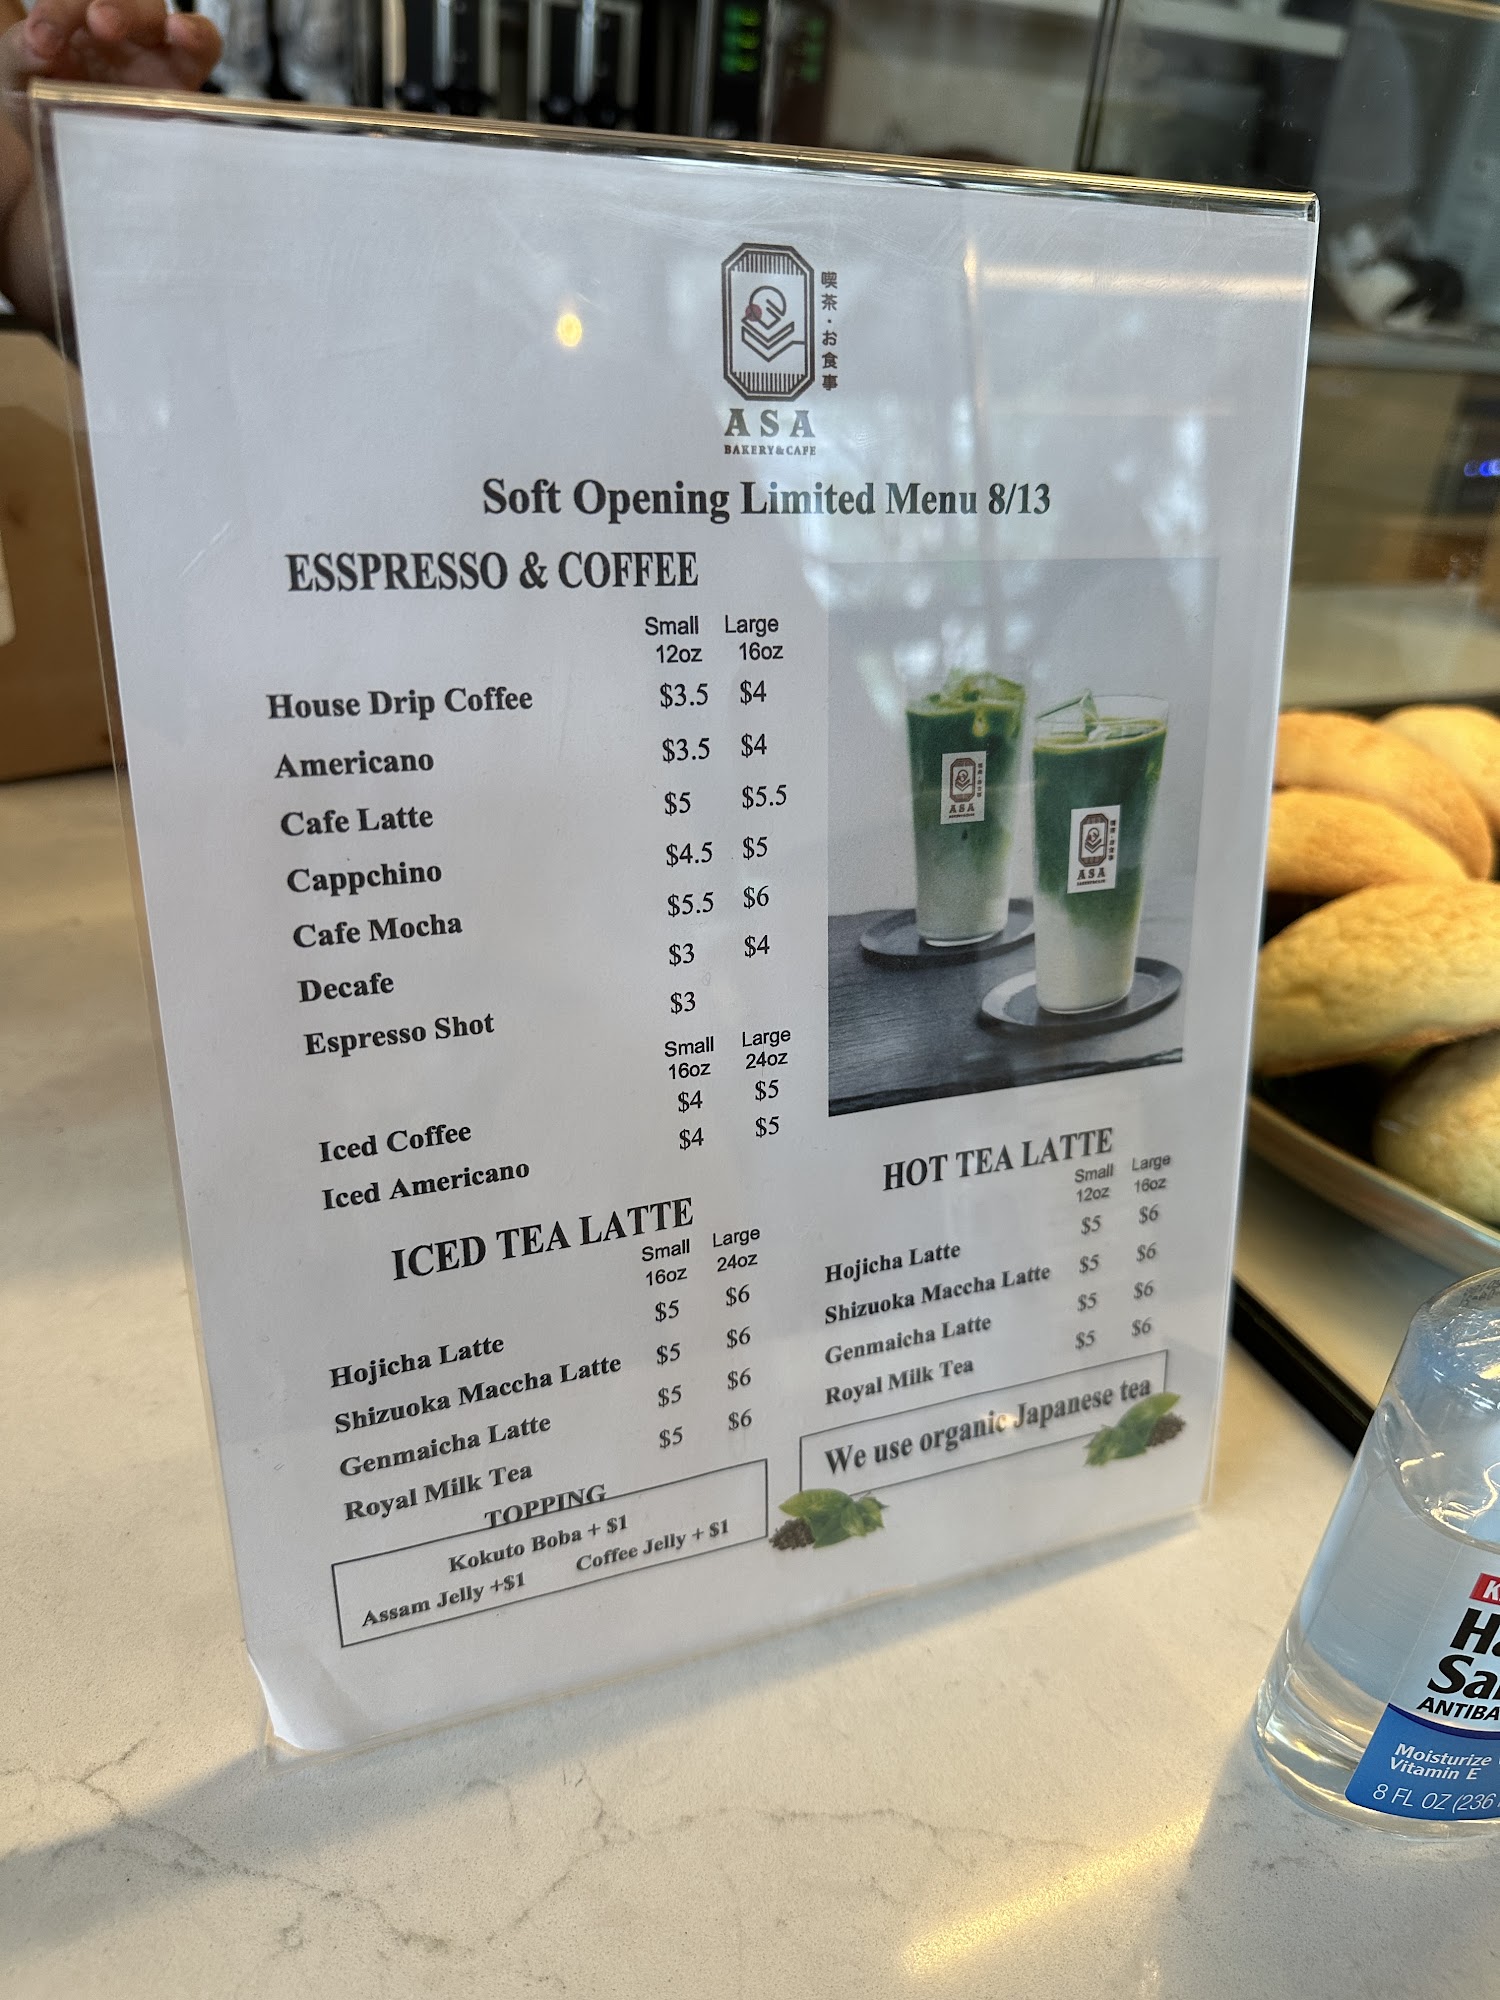 喫茶・お食事
ASA
BAKERY&CAFE
Soft Opening Limited Menu 8/13
ESSPRESSO & COFFEE
Small Large
12oz 16oz
House Drip Coffee $3.5 $4
Americano $3.5 $4
Cafe Latte $5 $5.5
Cappchino $4.5 $5
Cafe Mocha $5.5 $6
Decafe $3 $4
Espresso Shot $3
Small Large
16oz 24oz
Iced Coffee $4 $5
Iced Americano $4 $5
ICED TEA LATTE
Small Large
16oz 24oz
Hojicha Latte $5 $6
Shizuoka Maccha Latte $5 $6
Genmaicha Latte $5 $6
Royal Milk Tea $5 $6
TOPPING
Kokuto Boba + $1
Assam Jelly +$1 Coffee Jelly + $1
ASA
ASA
HOT TEA LATTE
Small Large
12oz 16oz
Hojicha Latte $5 $6
Shizuoka Maccha Latte $5 $6
Genmaicha Latte $5 $6
Royal Milk Tea $5 $6
We use organic Japanese tea
Moisturize
Vitamin E
8 FL OZ (236